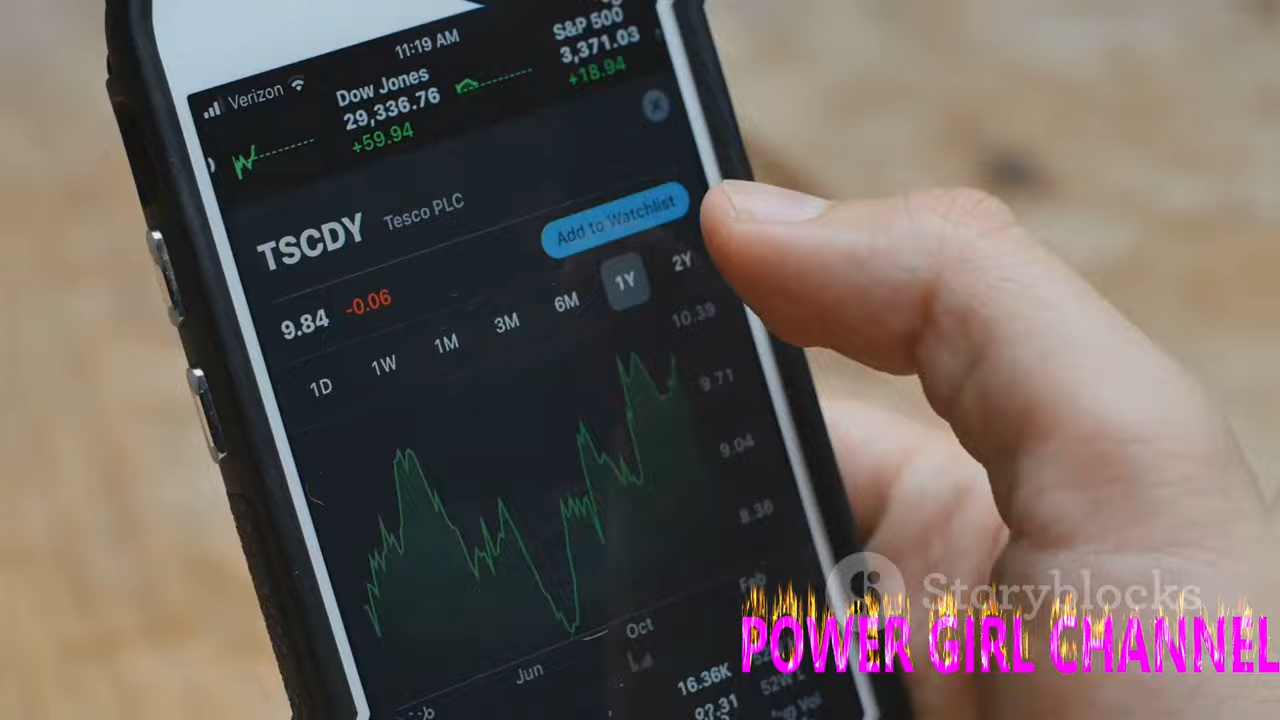 11:19 AM
Verizon
Dow Jones
29,336.76
+59.94
S&P 500
3,371.03
+18.94
TSCDY Tesco PLC
Add to Watchlist
9.84 -0.06
1D 1W 1M 3M 6M 1Y 2Y
10.39
9.71
9.04
8.36
Feb
Oct
Jun
16.36K
Storyblocks
POWER GIRL CHANNEL